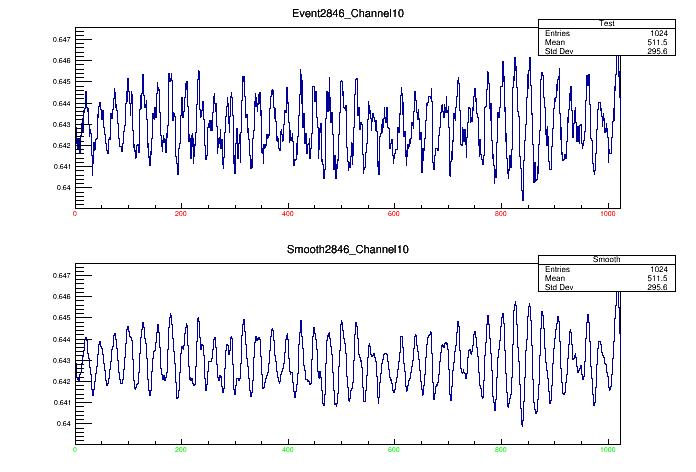 Event2846_Channel10
Test
Entries 1024
Mean 511.5
Std Dev 295.6
0.647
0.646
0.645
0.644
0.643
0.642
0.641
0.64
0 200 400 600 800 1000
Smooth2846_Channel10
Smooth
Entries 1024
Mean 511.5
Std Dev 295.6
0.647
0.646
0.645
0.644
0.643
0.642
0.641
0.64
0 200 400 600 800 1000